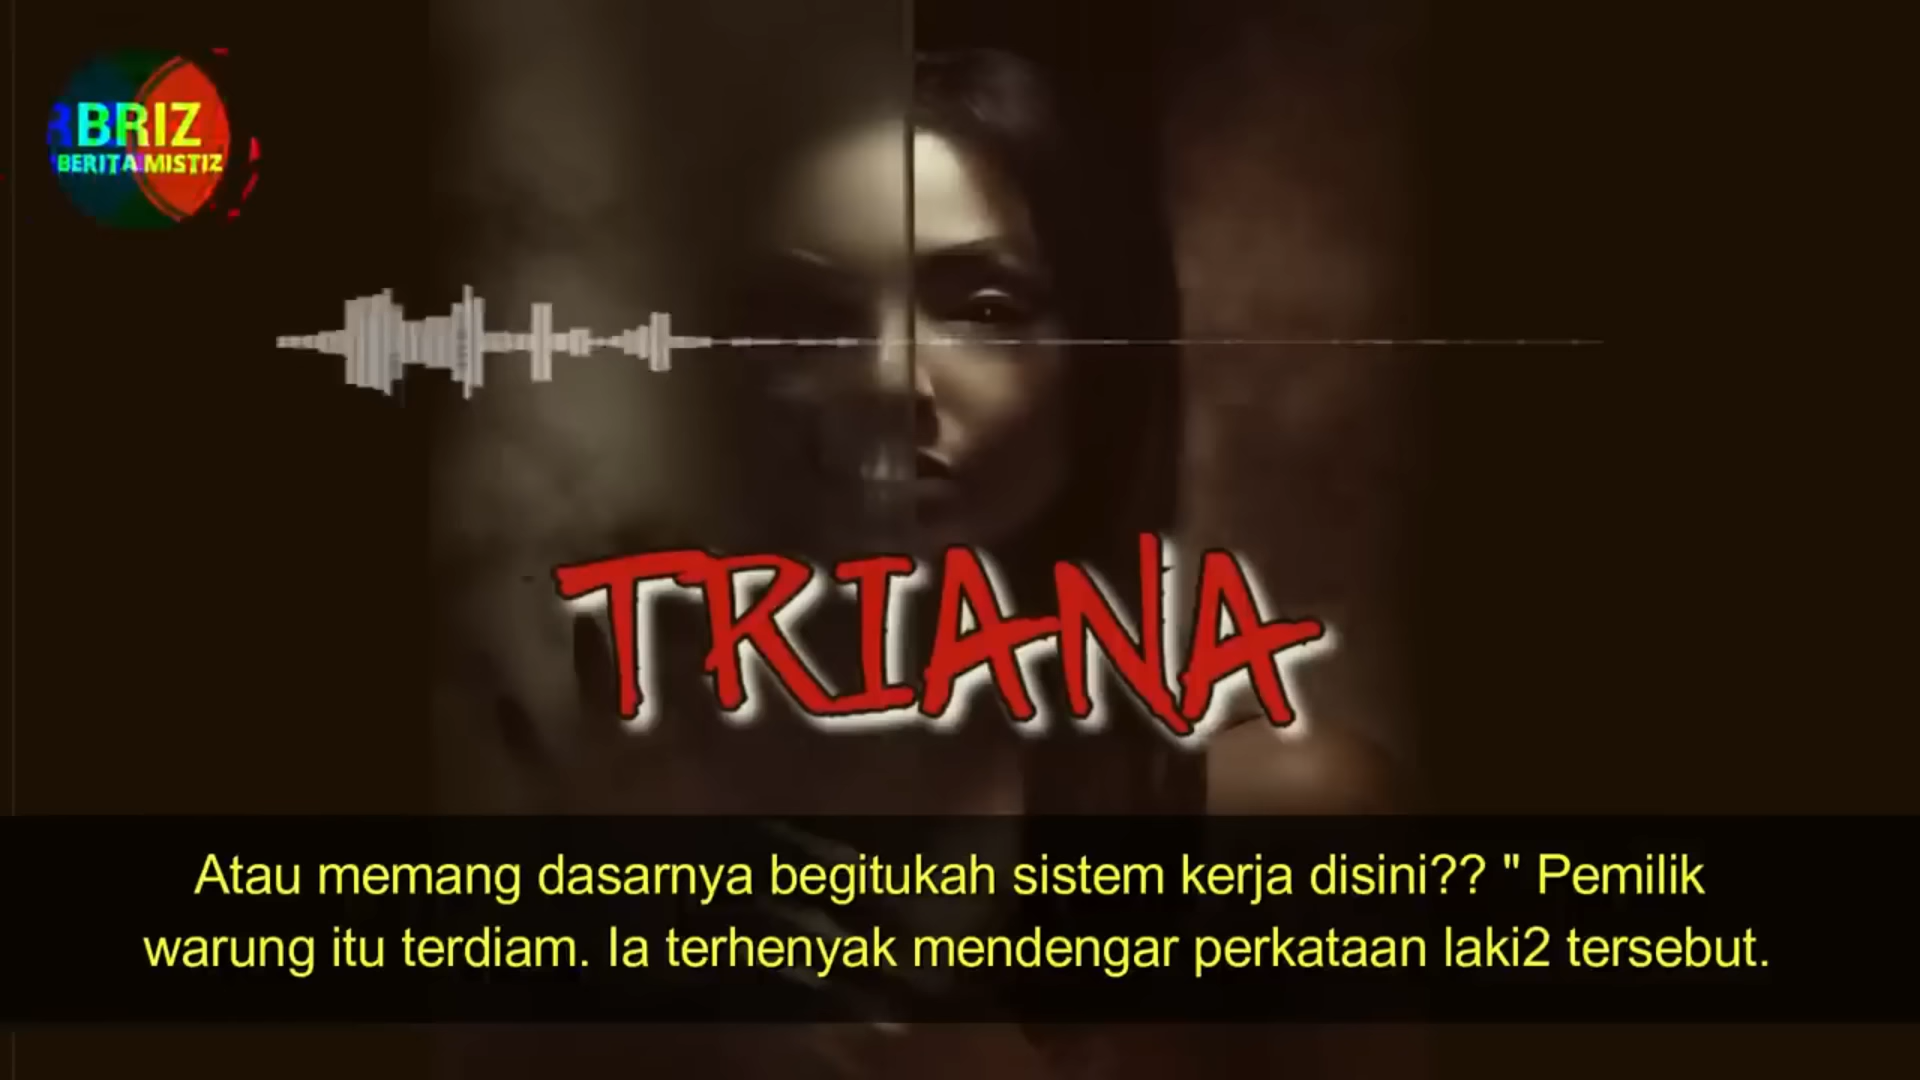 BRIZ
BERITA MISTIZ
TRIANA
Atau memang dasarnya begitukah sistem kerja disini?? " Pemilik
warung itu terdiam. Ia terhenyak mendengar perkataan laki2 tersebut.